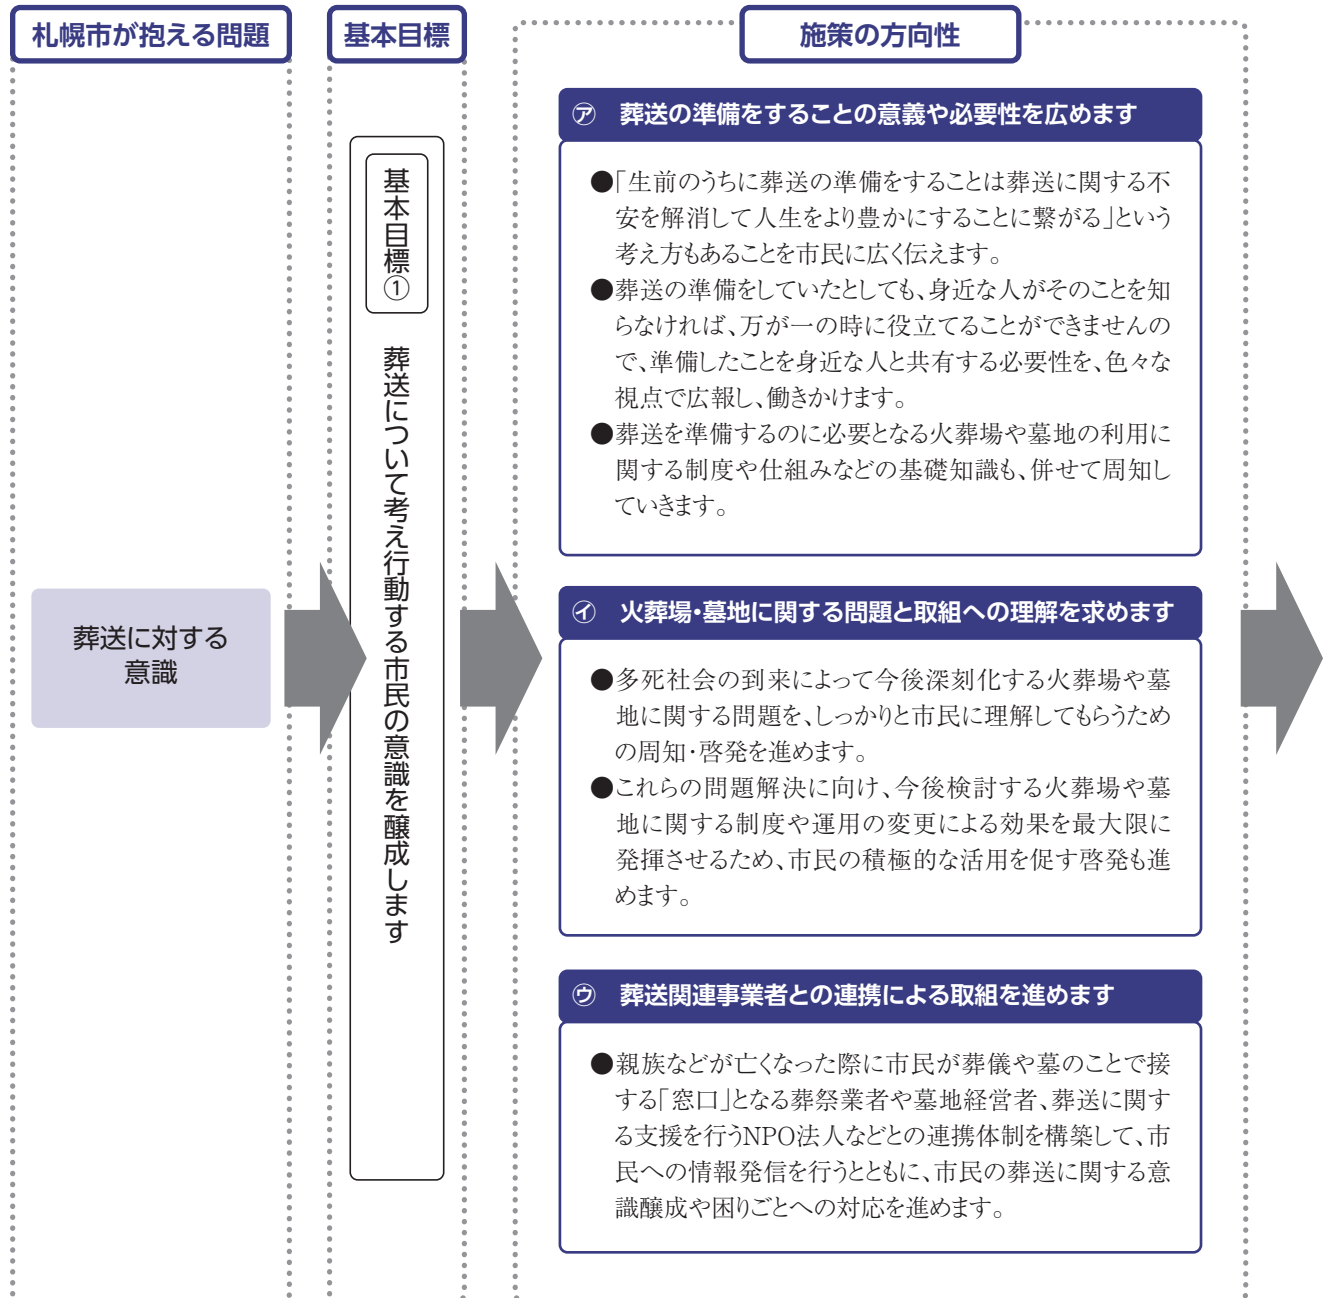 札幌市が抱える問題
基本目標
施策の方向性
葬送に対する
意識
基本目標①
葬送について考え行動する市民の意識を醸成します
㋐ 葬送の準備をすることの意義や必要性を広めます
●「生前のうちに葬送の準備をすることは葬送に関する不
安を解消して人生をより豊かにすることに繋がる」という
考え方もあることを市民に広く伝えます。
●葬送の準備をしていたとしても、身近な人がそのことを知
らなければ、万が一の時に役立てることができませんの
で、準備したことを身近な人と共有する必要性を、色々な
視点で広報し、働きかけます。
●葬送を準備するのに必要となる火葬場や墓地の利用に
関する制度や仕組みなどの基礎知識も、併せて周知し
ていきます。
㋑ 火葬場・墓地に関する問題と取組への理解を求めます
●多死社会の到来によって今後深刻化する火葬場や墓
地に関する問題を、しっかりと市民に理解してもらうため
の周知・啓発を進めます。
●これらの問題解決に向け、今後検討する火葬場や墓
地に関する制度や運用の変更による効果を最大限に
発揮させるため、市民の積極的な活用を促す啓発も進
めます。
㋒ 葬送関連事業者との連携による取組を進めます
●親族などが亡くなった際に市民が葬儀や墓のことで接
する「窓口」となる葬祭業者や墓地経営者、葬送に関す
る支援を行うNPO法人などとの連携体制を構築して、市
民への情報発信を行うとともに、市民の葬送に関する意
識醸成や困りごとへの対応を進めます。